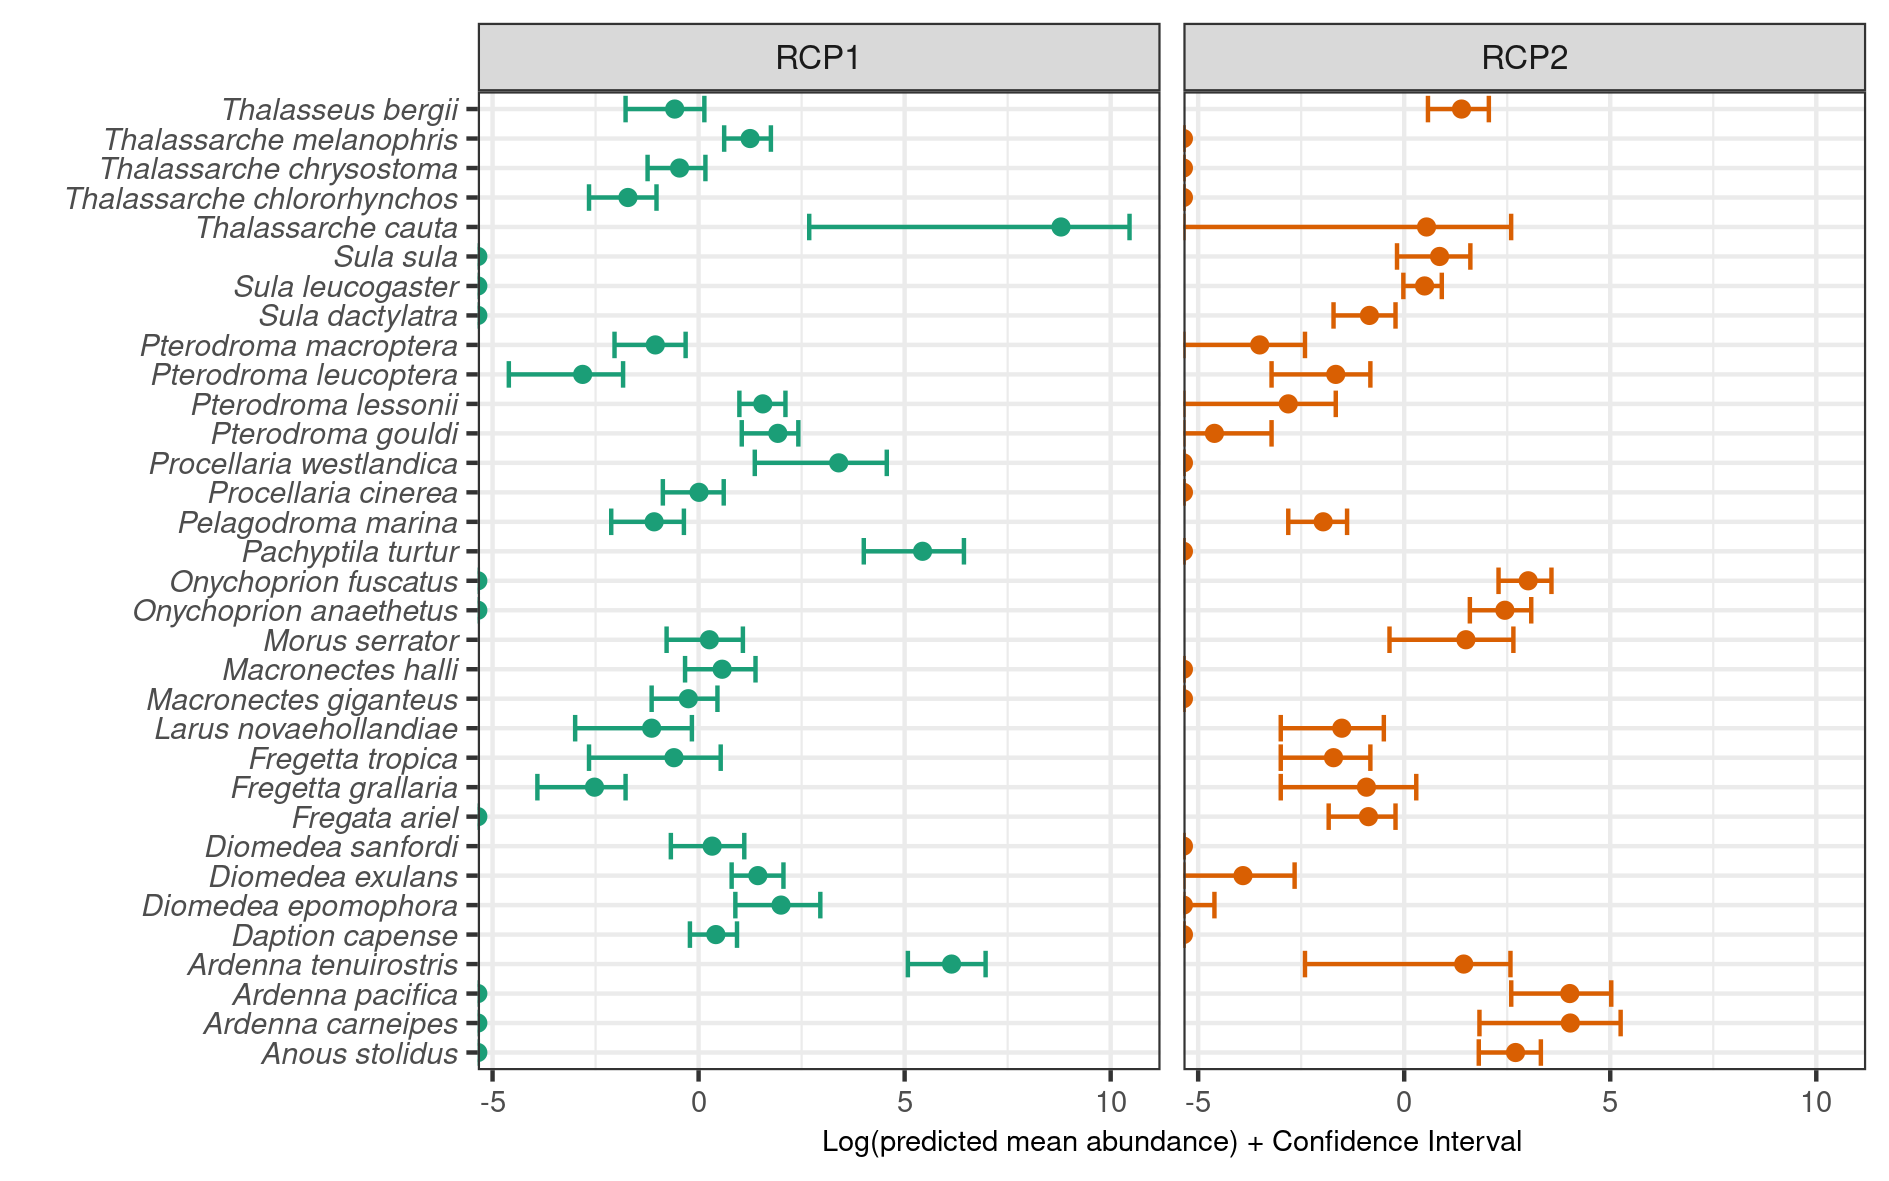 RCP1
RCP2
Thalasseus bergii
Thalassarche melanophris
Thalassarche chrysostoma
Thalassarche chlororhynchos
Thalassarche cauta
Sula sula
Sula leucogaster
Sula dactylatra
Pterodroma macroptera
Pterodroma leucoptera
Pterodroma lessonii
Pterodroma gouldi
Procellaria westlandica
Procellaria cinerea
Pelagodroma marina
Pachyptila turtur
Onychoprion fuscatus
Onychoprion anaethetus
Morus serrator
Macronectes halli
Macronectes giganteus
Larus novaehollandiae
Fregetta tropica
Fregetta grallaria
Fregata ariel
Diomedea sanfordi
Diomedea exulans
Diomedea epomophora
Daption capense
Ardenna tenuirostris
Ardenna pacifica
Ardenna carneipes
Anous stolidus
-5 0 5 10 -5 0 5 10
Log(predicted mean abundance) + Confidence Interval